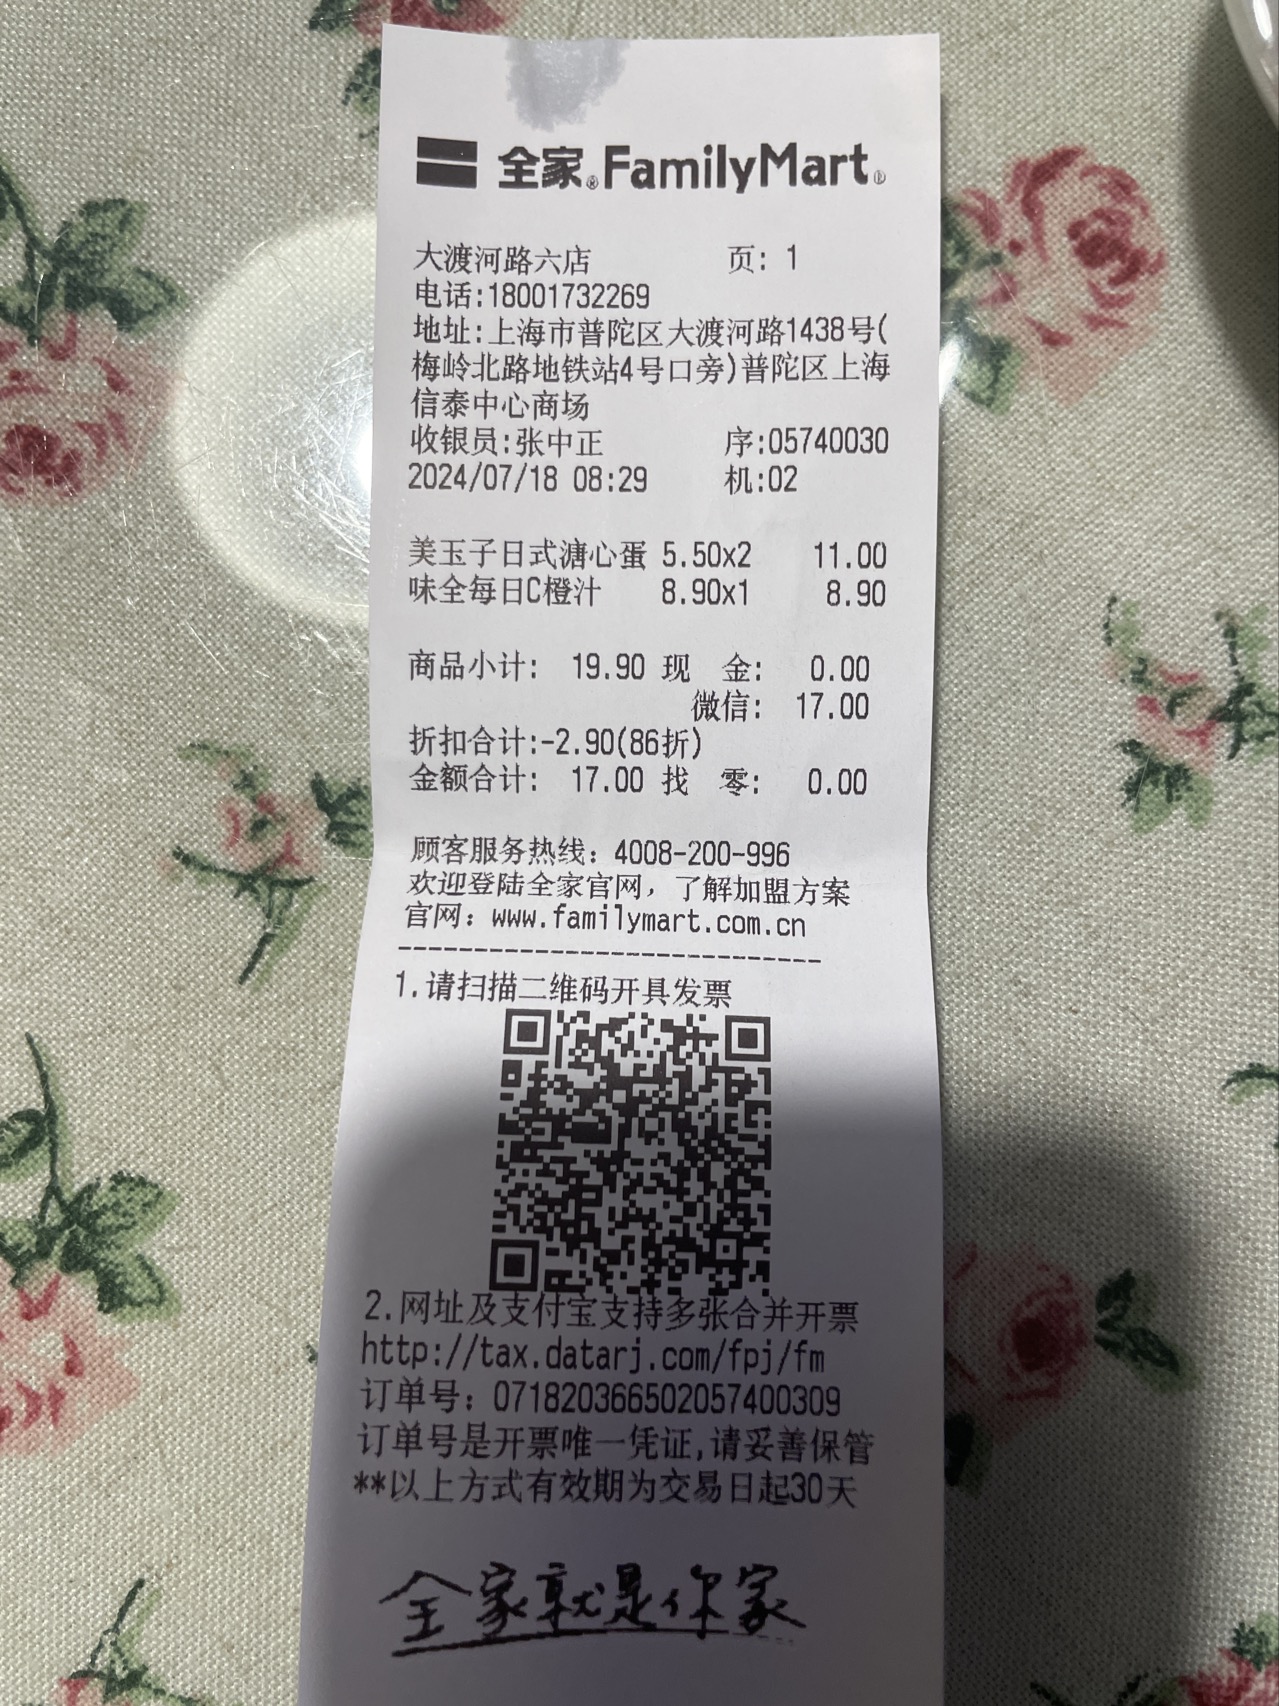 全家® FamilyMart®
大渡河路六店 页: 1
电话:18001732269
地址:上海市普陀区大渡河路1438号(
梅岭北路地铁站4号口旁)普陀区上海
信泰中心商场
收银员:张中正 序:05740030
2024/07/18 08:29 机:02
美玉子日式溏心蛋 5.50x2 11.00
味全每日C橙汁 8.90x1 8.90
商品小计: 19.90 现 金: 0.00
微信: 17.00
折扣合计:-2.90(86折)
金额合计: 17.00 找 零: 0.00
顾客服务热线: 4008-200-996
欢迎登陆全家官网, 了解加盟方案
官网: www.familymart.com.cn
----------------------------
1.请扫描二维码开具发票
2.网址及支付宝支持多张合并开票
http://tax.datarj.com/fpj/fm
订单号: 071820366502057400309
订单号是开票唯一凭证,请妥善保管
**以上方式有效期为交易日起30天
全家就是你家